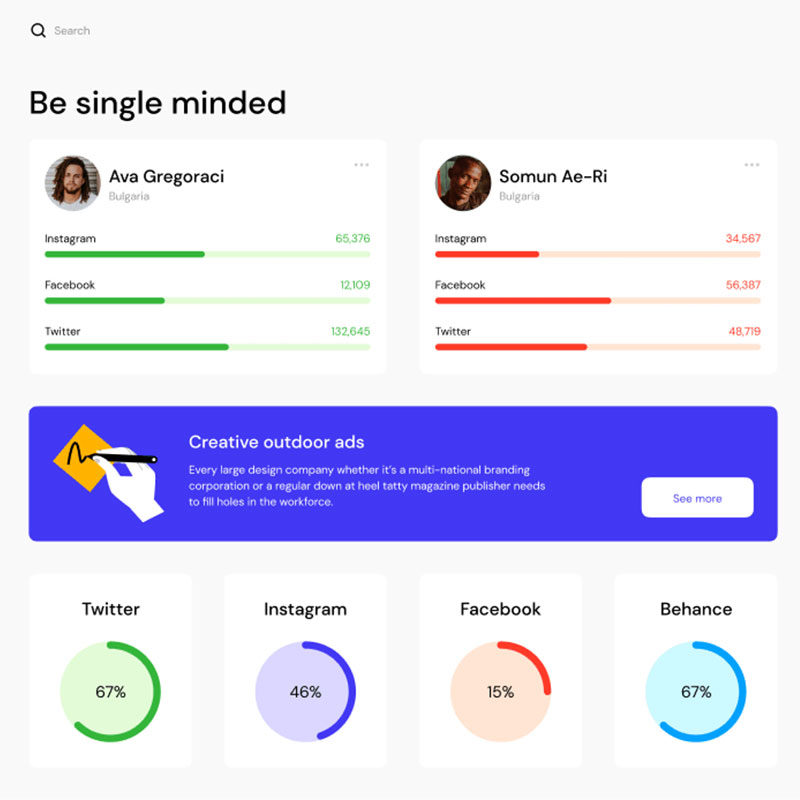 Search
Be single minded
Ava Gregoraci
Bulgaria
Instagram 65,376
Facebook 12,109
Twitter 132,645
Somun Ae-Ri
Bulgaria
Instagram 34,567
Facebook 56,387
Twitter 48,719
Creative outdoor ads
Every large design company whether it's a multi-national branding
corporation or a regular down at heel tatty magazine publisher needs
to fill holes in the workforce.
See more
Twitter
67%
Instagram
46%
Facebook
15%
Behance
67%